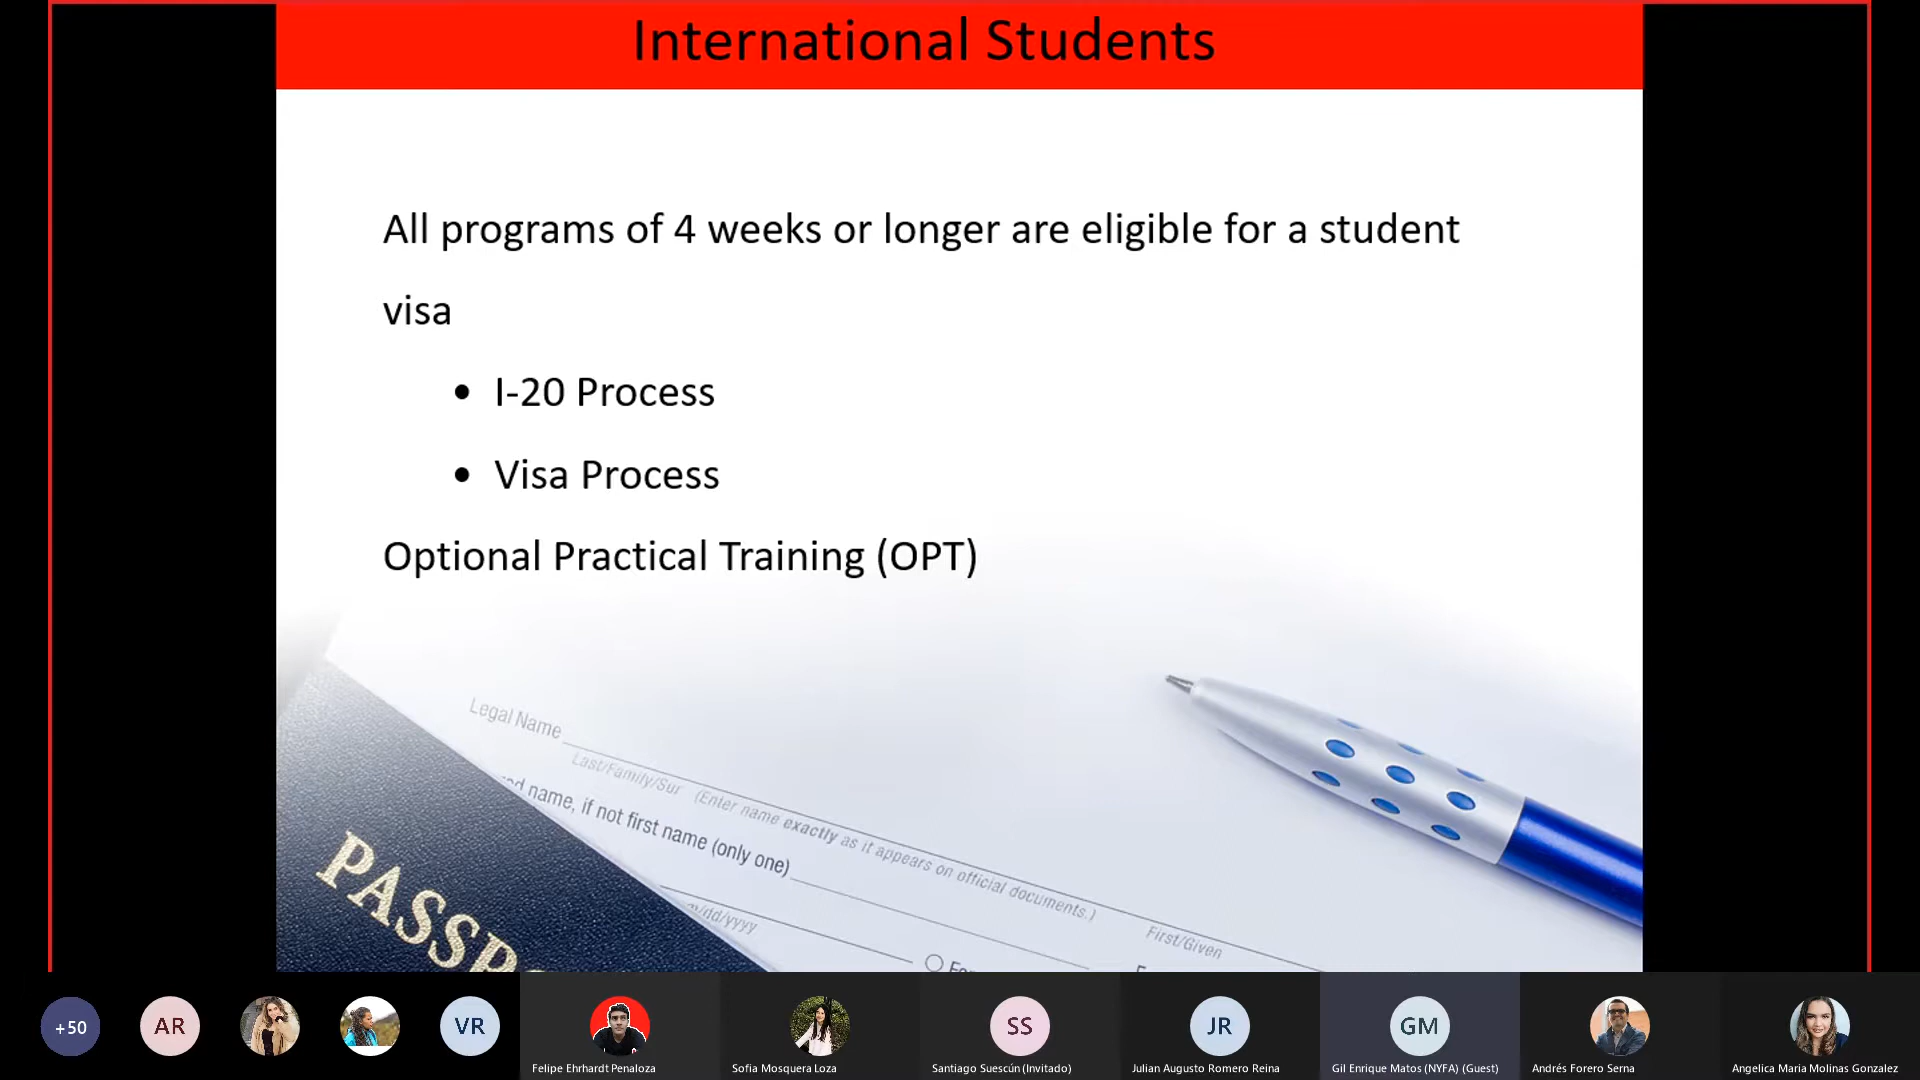 International Students
All programs of 4 weeks or longer are eligible for a student
visa
• I-20 Process
• Visa Process
Optional Practical Training (OPT)
Legal Name
Last/Family/Sur (Enter name exactly as it appears on official documents.)
First/Given
name, if not first name (only one)
/dd/yyyy
PASSP
+50
AR
VR
SS
JR
GM
Felipe Ehrhardt Penaloza
Sofia Mosquera Loza
Santiago Suescún (Invitado)
Julian Augusto Romero Reina
Gil Enrique Matos (NYFA) (Guest)
Andrés Forero Serna
Angelica Maria Molinas Gonzalez